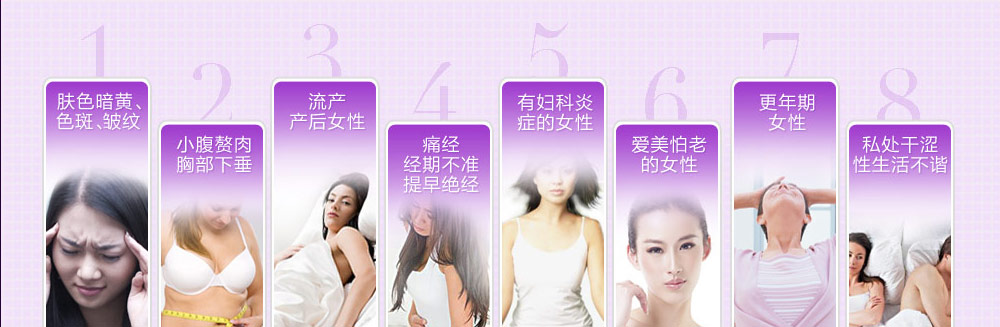 1
肤色暗黄、
色斑、皱纹
2
小腹赘肉
胸部下垂
3
流产
产后女性
4
痛经
经期不准
提早绝经
5
有妇科炎
症的女性
6
爱美怕老
的女性
7
更年期
女性
8
私处干涩
性生活不谐